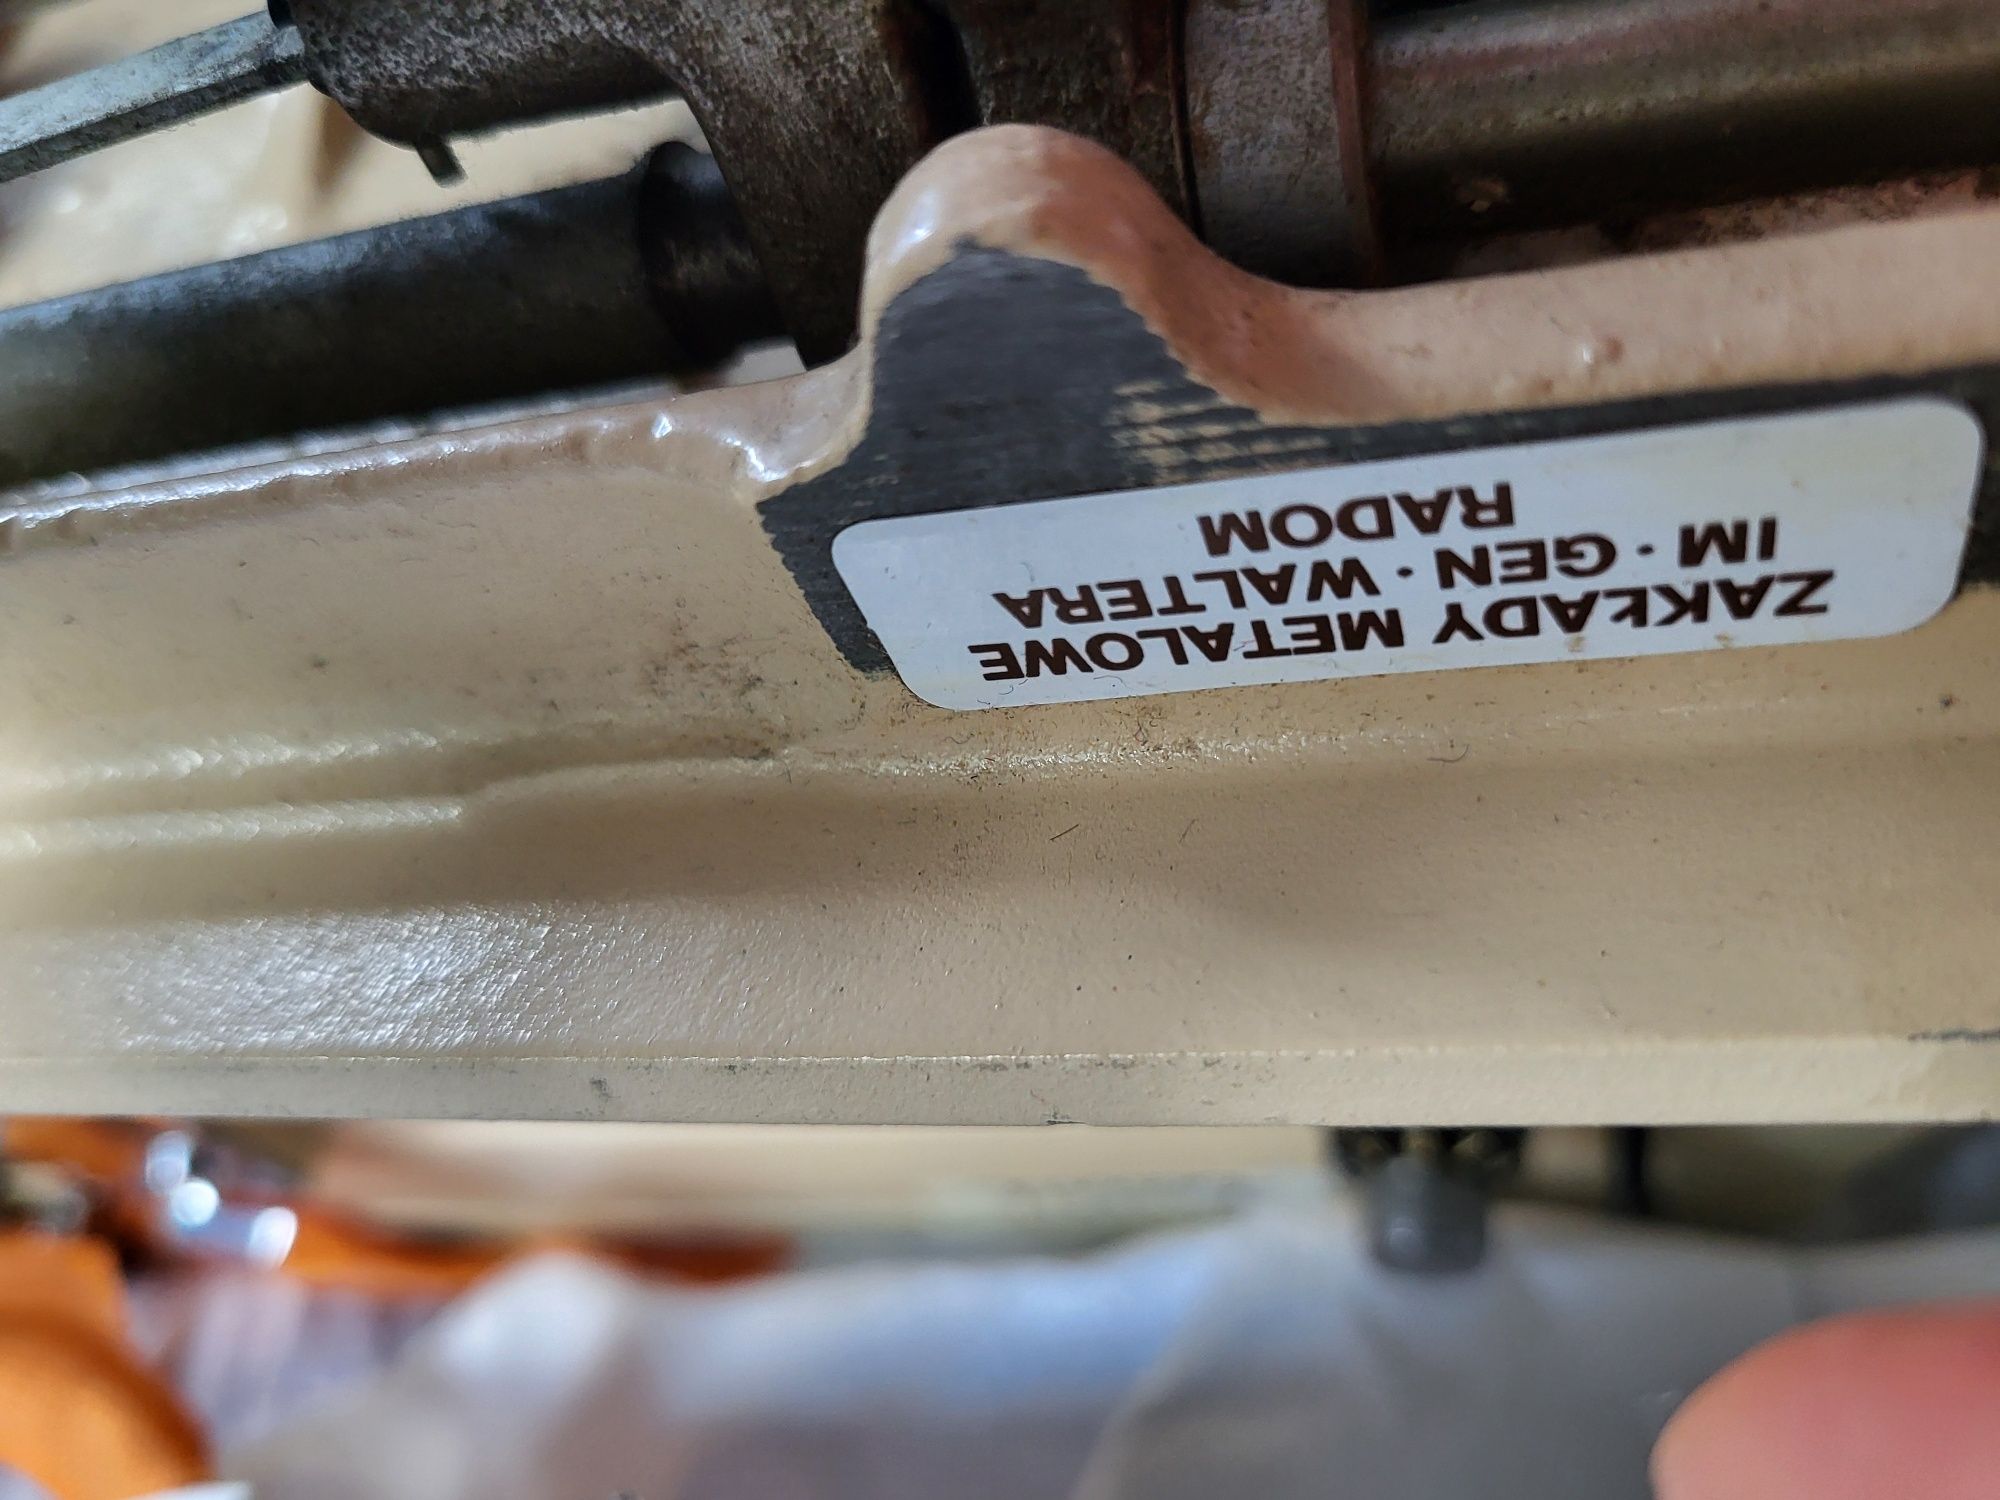 ZAKŁADY METALOWE
IM · GEN · WALTERA
RADOM